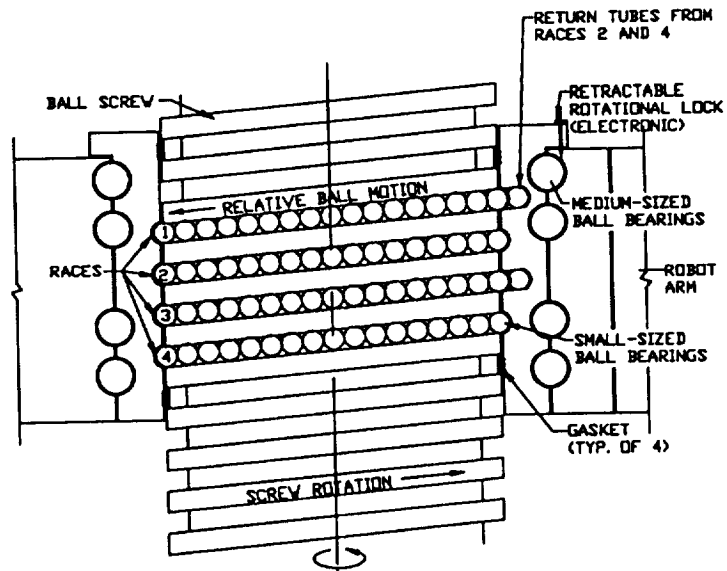 RETURN TUBES FROM
RACES 2 AND 4
BALL SCREW
RETRACTABLE
ROTATIONAL LOCK
(ELECTRONIC)
RELATIVE BALL MOTION
MEDIUM-SIZED
BALL BEARINGS
1
RACES
2
ROBOT
ARM
3
4
SMALL-SIZED
BALL BEARINGS
GASKET
(TYP. OF 4)
SCREW ROTATION